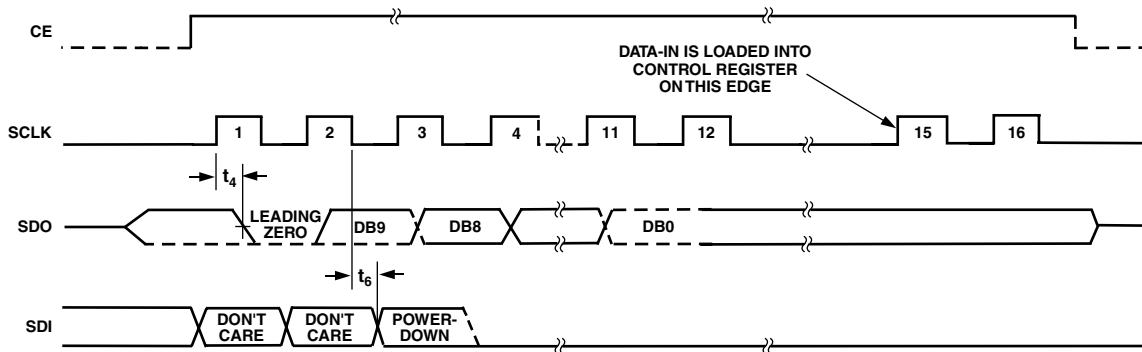 CE
DATA-IN IS LOADED INTO
CONTROL REGISTER
ON THIS EDGE
SCLK
1
2
3
4
11
12
15
16
t4
SDO
LEADING
ZERO
DB9
DB8
DB0
t6
SDI
DON'T
CARE
DON'T
CARE
POWER-
DOWN